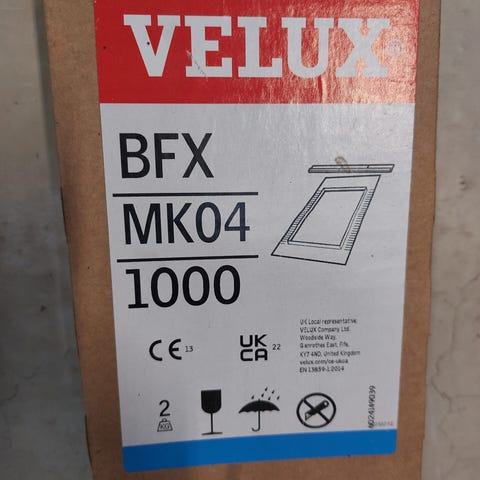 VELUX
BFX
MK04
1000
CE 13
UK
CA 22
UK Local representative:
VELUX Company Ltd.
Woodside Way,
Glenrothes East, Fife,
KY7 4ND, United Kingdom
velux.com/ce-ukca
EN 13859-1:2014
2
KG